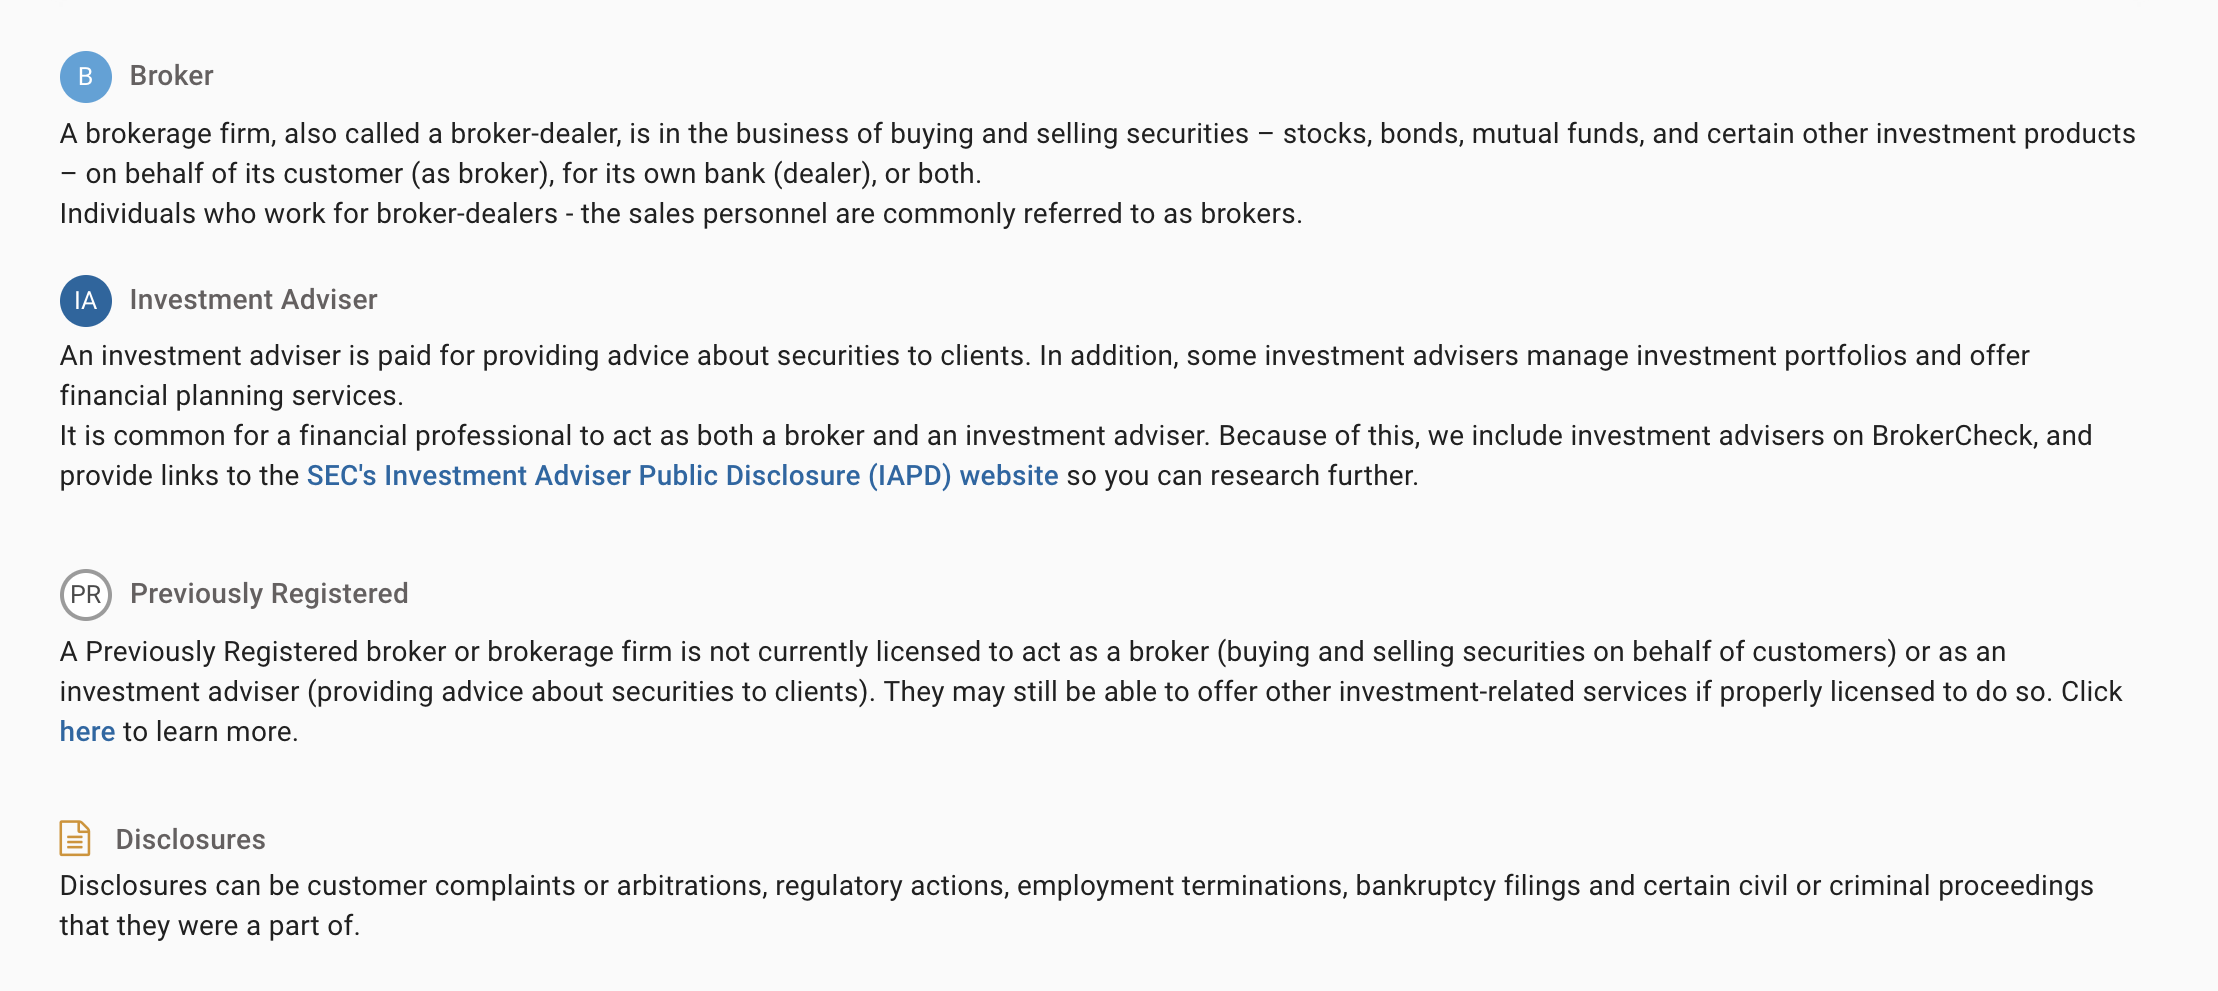 B Broker
A brokerage firm, also called a broker-dealer, is in the business of buying and selling securities – stocks, bonds, mutual funds, and certain other investment products
– on behalf of its customer (as broker), for its own bank (dealer), or both.
Individuals who work for broker-dealers - the sales personnel are commonly referred to as brokers.
IA Investment Adviser
An investment adviser is paid for providing advice about securities to clients. In addition, some investment advisers manage investment portfolios and offer
financial planning services.
It is common for a financial professional to act as both a broker and an investment adviser. Because of this, we include investment advisers on BrokerCheck, and
provide links to the SEC's Investment Adviser Public Disclosure (IAPD) website so you can research further.
PR Previously Registered
A Previously Registered broker or brokerage firm is not currently licensed to act as a broker (buying and selling securities on behalf of customers) or as an
investment adviser (providing advice about securities to clients). They may still be able to offer other investment-related services if properly licensed to do so. Click
here to learn more.
Disclosures
Disclosures can be customer complaints or arbitrations, regulatory actions, employment terminations, bankruptcy filings and certain civil or criminal proceedings
that they were a part of.